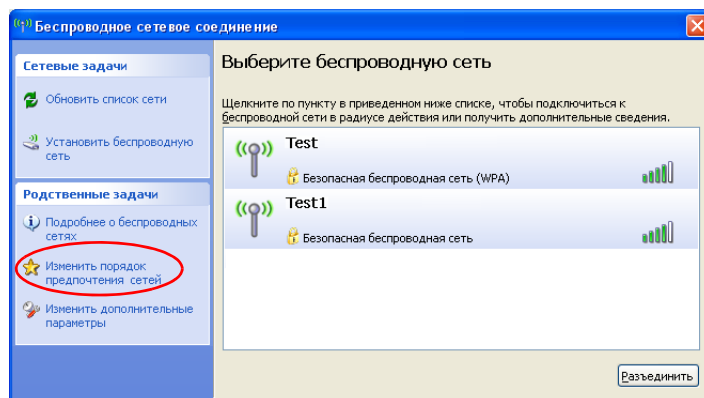 Беспроводное сетевое соединение
Сетевые задачи
Обновить список сети
Установить беспроводную
сеть
Родственные задачи
Подробнее о беспроводных
сетях
Изменить порядок
предпочтения сетей
Изменить дополнительные
параметры
Выберите беспроводную сеть
Щелкните по пункту в приведенном ниже списке, чтобы подключиться к
беспроводной сети в радиусе действия или получить дополнительные сведения.
Test
Безопасная беспроводная сеть (WPA)
Test1
Безопасная беспроводная сеть
Разъединить